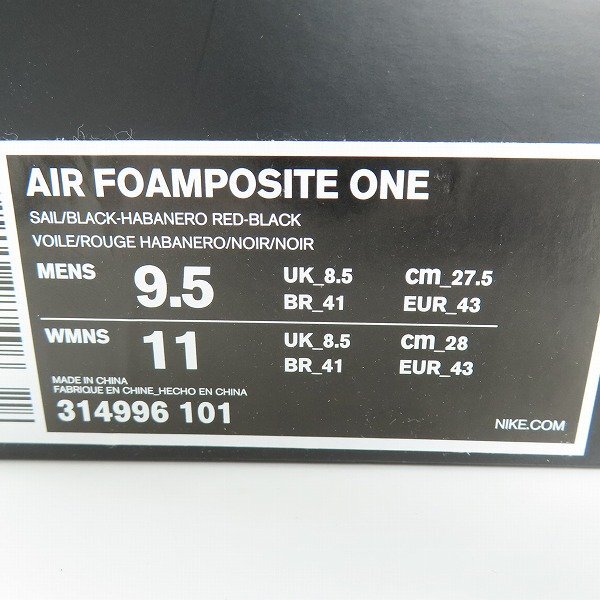 AIR FOAMPOSITE ONE
SAIL/BLACK-HABANERO RED-BLACK
VOILE/ROUGE HABANERO/NOIR/NOIR
MENS 9.5 UK_8.5 cm_27.5
BR_41 EUR_43
WMNS 11 UK_8.5 cm_28
BR_41 EUR_43
MADE IN CHINA
FABRIQUE EN CHINE_HECHO EN CHINA
314996 101
NIKE.COM